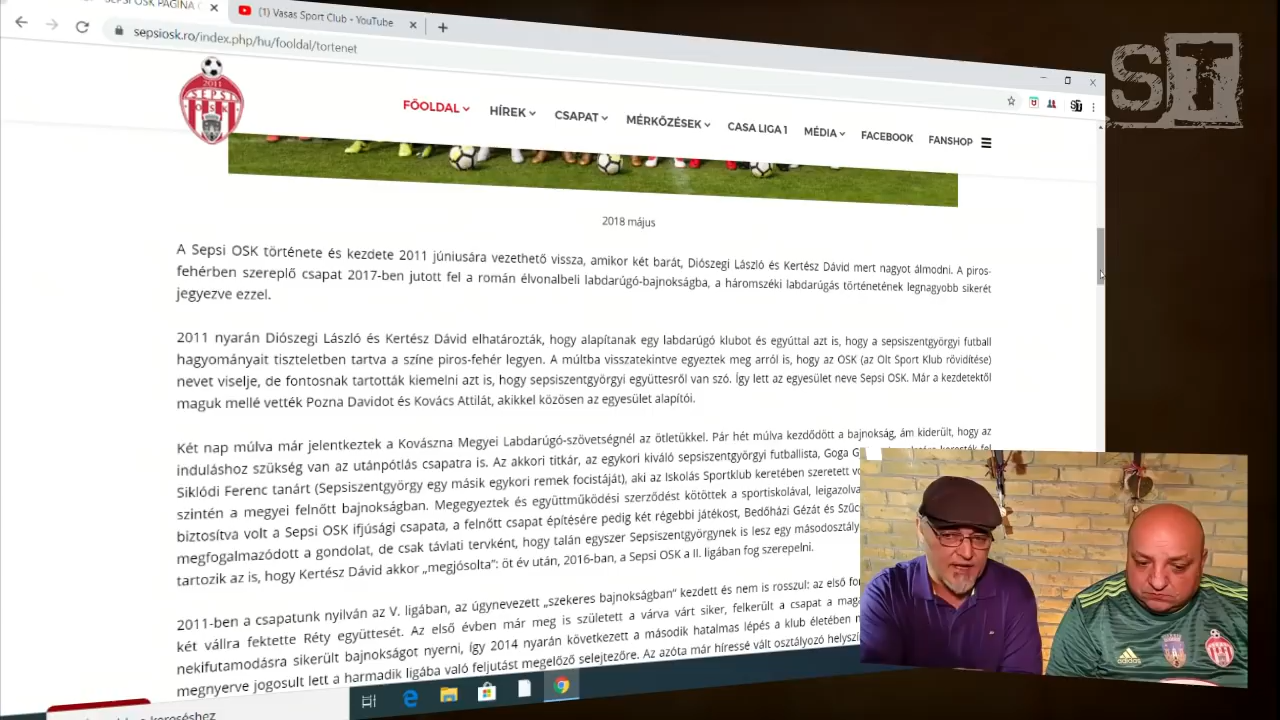 SEPSI OSK PAGINA
(1) Vasas Sport Club - YouTube
sepsiosk.ro/index.php/hu/fooldal/tortenet
ST
2011
SEPSI
OSK
FŐOLDAL
HÍREK
CSAPAT
MÉRKŐZÉSEK
CASA LIGA 1
MÉDIA
FACEBOOK
FANSHOP
2018 május
A Sepsi OSK története és kezdete 2011 júniusára vezethető vissza, amikor két barát, Diószegi László és Kertész Dávid mert nagyot álmodni. A piros-
fehérben szereplő csapat 2017-ben jutott fel a román élvonalbeli labdarúgó-bajnokságba, a háromszéki labdarúgás történetének legnagyobb sikerét
jegyezve ezzel.
2011 nyarán Diószegi László és Kertész Dávid elhatározták, hogy alapítanak egy labdarúgó klubot és egyúttal azt is, hogy a sepsiszentgyörgyi futball
hagyományait tiszteletben tartva a színe piros-fehér legyen. A múltba visszatekintve egyeztek meg arról is, hogy az OSK (az Olt Sport Klub rövidítése)
nevet viselje, de fontosnak tartották kiemelni azt is, hogy sepsiszentgyörgyi együttesről van szó. Így lett az egyesület neve Sepsi OSK. Már a kezdetektől
maguk mellé vették Pozna Davidot és Kovács Attilát, akikkel közösen az egyesület alapítói.
Két nap múlva már jelentkeztek a Kovászna Megyei Labdarúgó-szövetségnél az ötletükkel. Pár hét múlva kezdődött a bajnokság, ám kiderült, hogy az
induláshoz szükség van az utánpótlás csapatra is. Az akkori titkár, az egykori kiváló sepsiszentgyörgyi futballista, Goga
Siklódi Ferenc tanárt (Sepsiszentgyörgy egy másik egykori remek focistáját), aki az Iskolás Sportklub keretében szeretett
szintén a megyei felnőtt bajnokságban. Megegyeztek és együttműködési szerződést kötöttek a sportiskolával, leigazolva
biztosítva volt a Sepsi OSK ifjúsági csapata, a felnőtt csapat építésére pedig két régebbi játékost, Bedőházi Gézát és Szűc
megfogalmazódott a gondolat, de csak távlati tervként, hogy talán egyszer Sepsiszentgyörgynek is lesz egy másodosztály
tartozik az is, hogy Kertész Dávid akkor „megjósolta”: öt év után, 2016-ban, a Sepsi OSK a II. ligában fog szerepelni.
2011-ben a csapatunk nyilván az V. ligában, az úgynevezett „szekeres bajnokságban” kezdett és nem is rosszul: az első
két vállra fektette Réty együttesét. Az első évben már meg is született a várva várt siker, felkerült a csapat a
nekifutamodásra sikerült bajnokságot nyerni, így 2014 nyarán következett a második hatalmas lépés a klub életében
megnyerve jogosult lett a harmadik ligába való feljutást megelőző selejtezőre. Az azóta már híressé vált osztályozó
adidas